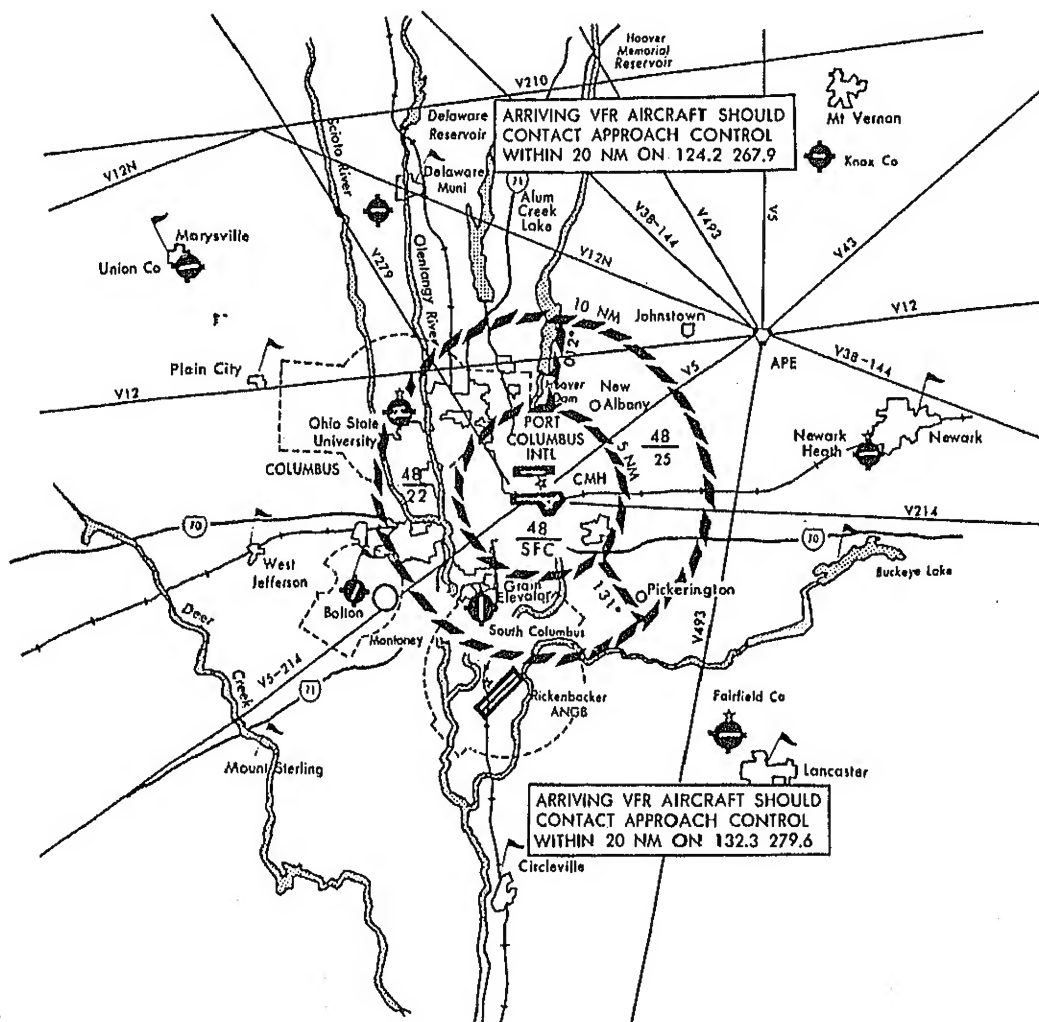 Hoover
Memorial
Reservoir
V210
Mt Vernon
ARRIVING VFR AIRCRAFT SHOULD
CONTACT APPROACH CONTROL
WITHIN 20 NM ON 124.2 267.9
Delaware
Reservoir
Scioto River
V12N
Knox Co
Delaware
Muni
71
Alum
Creek
Lake
V38-144
V493
V5
V43
Marysville
Union Co
Olentangy River
V279
V12N
10 NM
Johnstown
V12
APE
V5
V38-144
Plain City
V12
012°
Hoover
Dam
New
Albany
Ohio State
University
PORT
COLUMBUS
INTL
5 NM
48
25
Newark
Heath
Newark
COLUMBUS
48
22
CMH
V214
70
48
SFC
70
West
Jefferson
Buckeye Lake
Bolton
Grain
Elevator
131°
Pickerington
Deer
Creek
South Columbus
Montoney
V493
V5-214
71
Rickenbacker
ANGB
Fairfield Co
Mount Sterling
Lancaster
ARRIVING VFR AIRCRAFT SHOULD
CONTACT APPROACH CONTROL
WITHIN 20 NM ON 132.3 279.6
Circleville